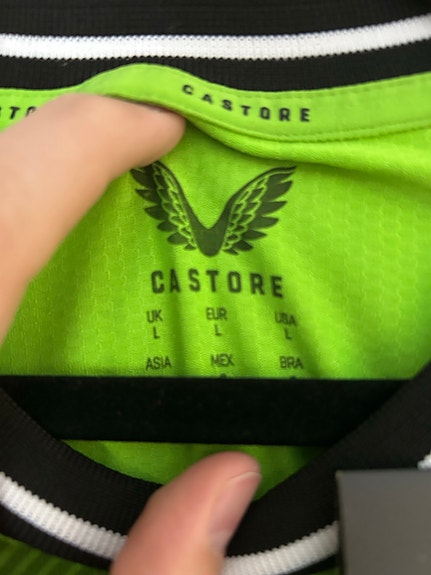 CASTORE
CASTORE
UK EUR USA
L L L
ASIA MEX BRA